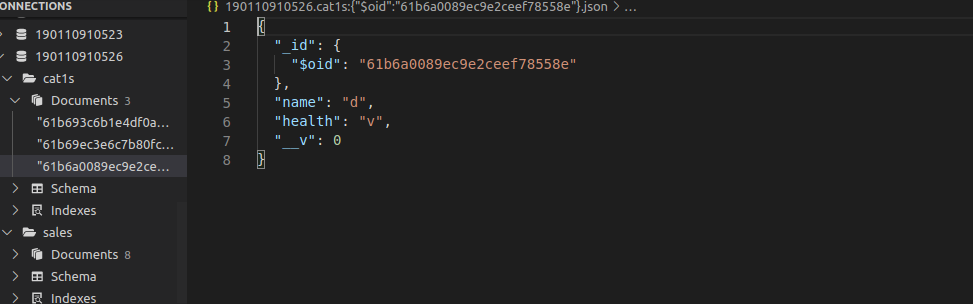 ONNECTIONS
190110910523
190110910526
cat1s
Documents 3
"61b693c6b1e4df0a...
"61b69ec3e6c7b80fc...
"61b6a0089ec9e2ce...
Schema
Indexes
sales
Documents 8
Schema
Indexes
{} 190110910526.cat1s:{"$oid":"61b6a0089ec9e2ceef78558e"}.json > ...
1 {
2 "_id": {
3 "$oid": "61b6a0089ec9e2ceef78558e"
4 },
5 "name": "d",
6 "health": "v",
7 "__v": 0
8 }